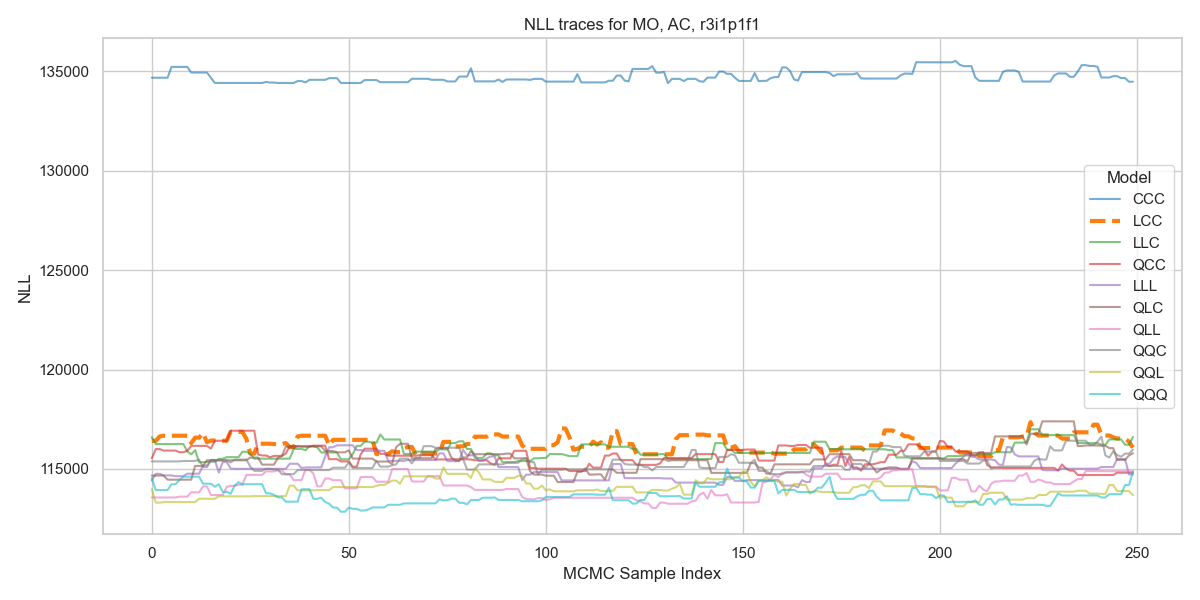 NLL traces for MO, AC, r3i1p1f1
135000
130000
125000
120000
115000
NLL
0
50
100
150
200
250
MCMC Sample Index
Model
CCC
LCC
LLC
QCC
LLL
QLC
QLL
QQC
QQL
QQQ